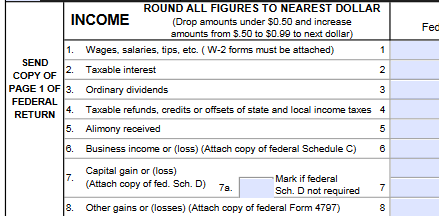 ROUND ALL FIGURES TO NEAREST DOLLAR
INCOME
(Drop amounts under $0.50 and increase
amounts from $.50 to $0.99 to next dollar)
Fed
SEND
COPY OF
PAGE 1 OF
FEDERAL
RETURN
1. Wages, salaries, tips, etc. ( W-2 forms must be attached) 1
2. Taxable interest 2
3. Ordinary dividends 3
4. Taxable refunds, credits or offsets of state and local income taxes 4
5. Alimony received 5
6. Business income or (loss) (Attach copy of federal Schedule C) 6
7. Capital gain or (loss)
(Attach copy of fed. Sch. D) 7a. Mark if federal
Sch. D not required 7
8. Other gains or (losses) (Attach copy of federal Form 4797) 8